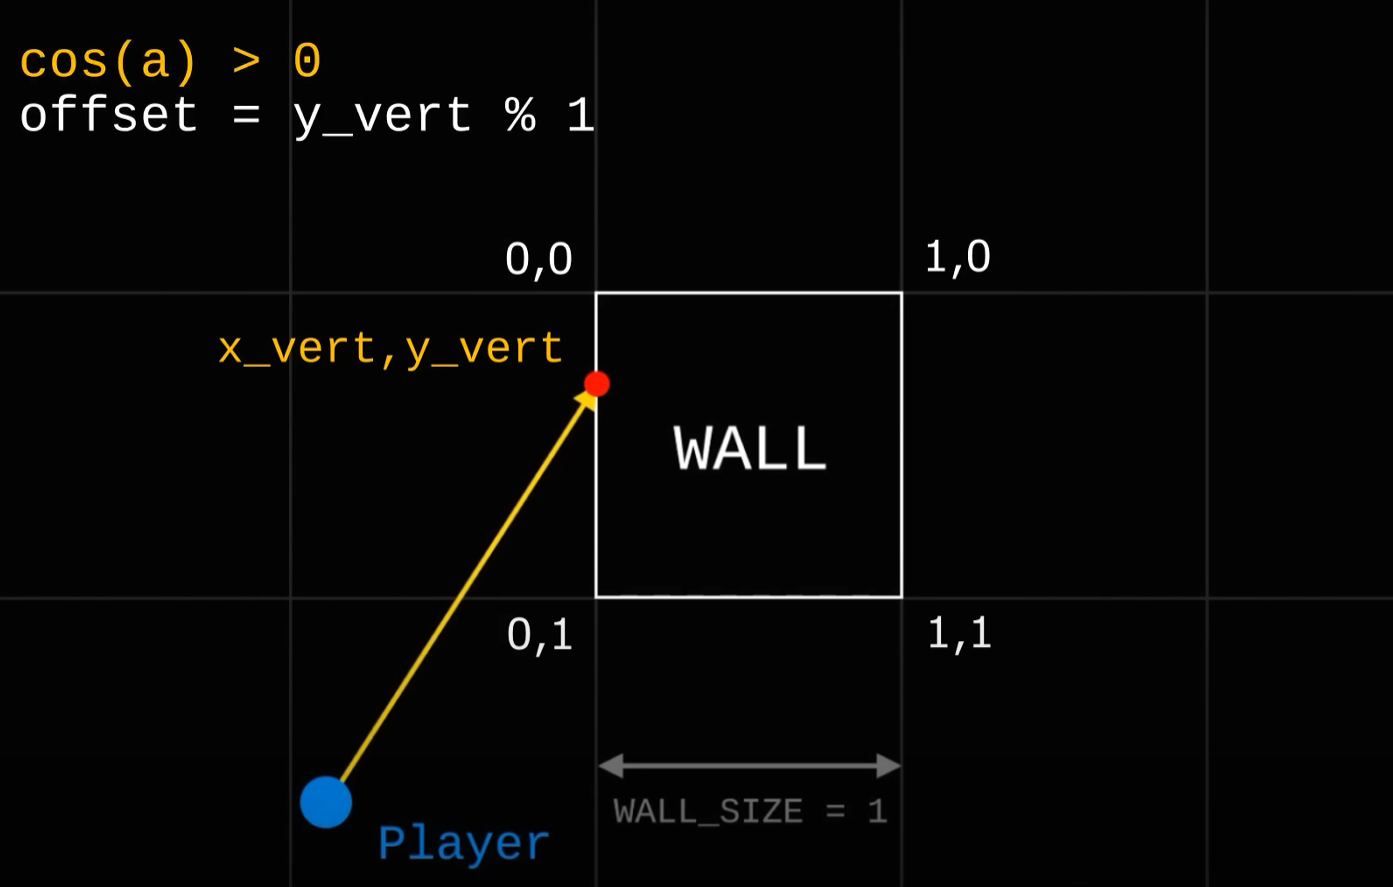 cos(a) > 0
offset = y_vert % 1
0,0
1,0
x_vert,y_vert
WALL
0,1
1,1
WALL_SIZE = 1
Player